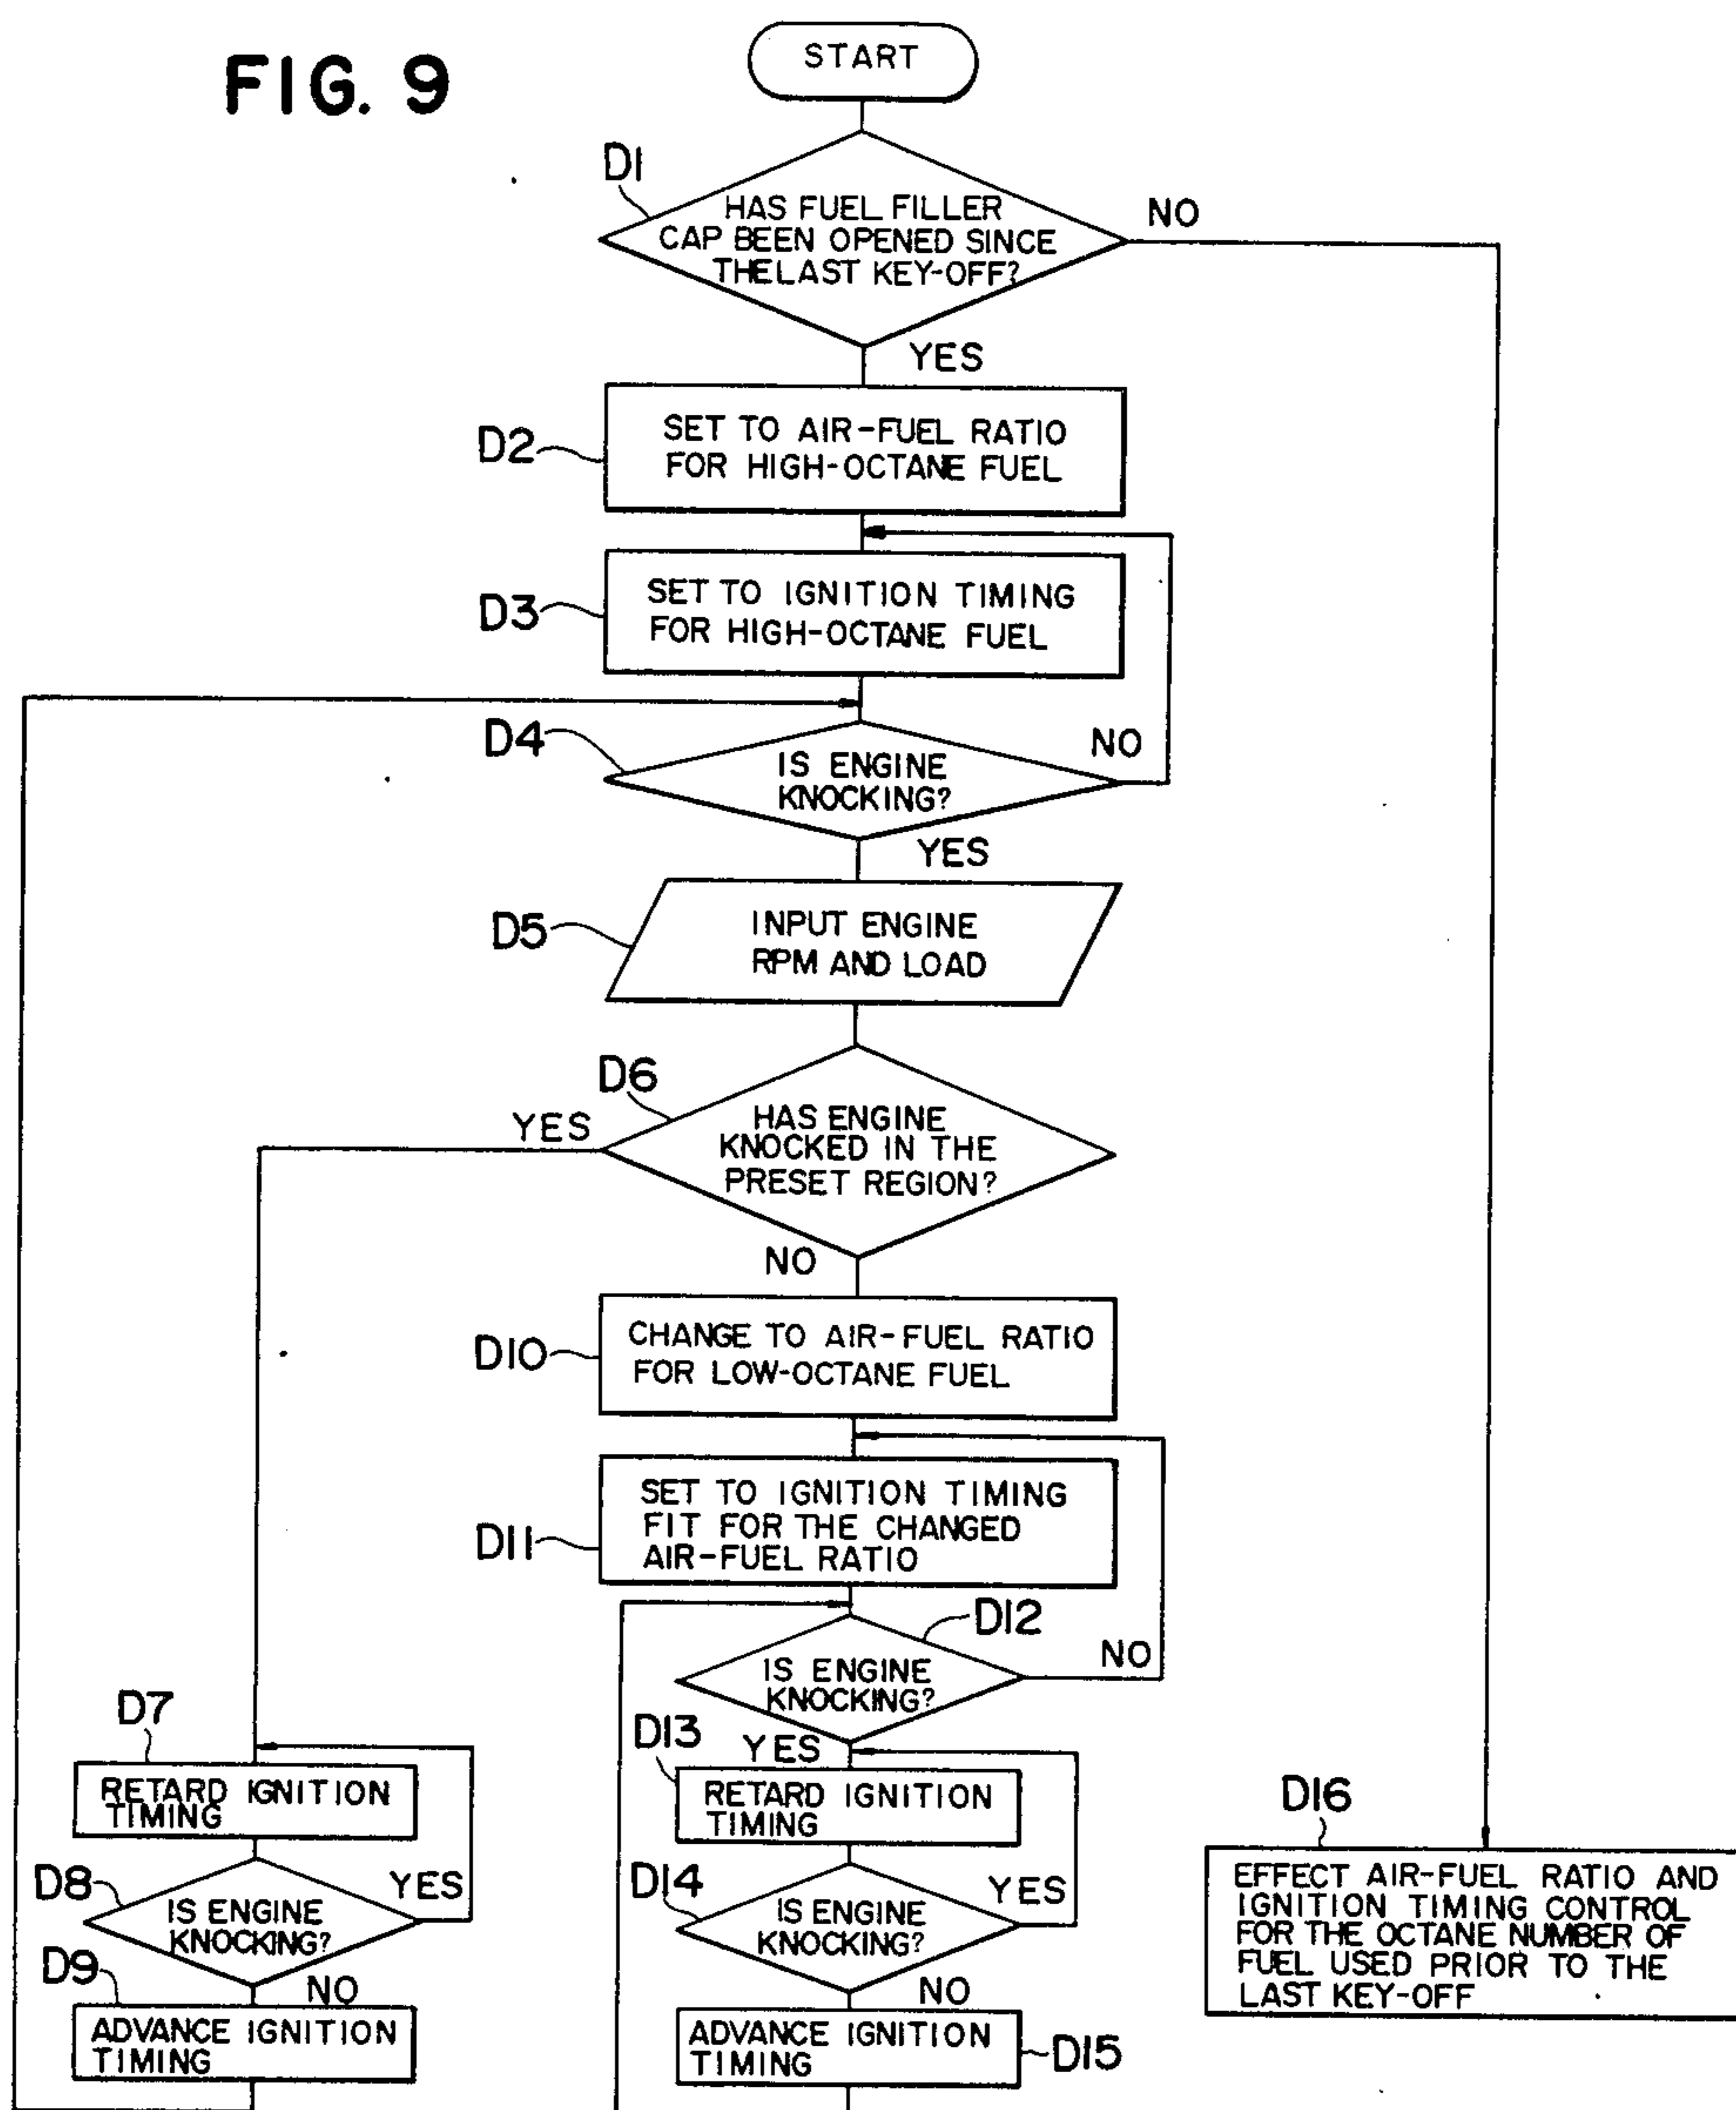 FIG. 9
START
D1
HAS FUEL FILLER
CAP BEEN OPENED SINCE
THE LAST KEY-OFF?
NO
YES
D2
SET TO AIR-FUEL RATIO
FOR HIGH-OCTANE FUEL
D3
SET TO IGNITION TIMING
FOR HIGH-OCTANE FUEL
D4
IS ENGINE
KNOCKING?
NO
YES
D5
INPUT ENGINE
RPM AND LOAD
D6
HAS ENGINE
KNOCKED IN THE
PRESET REGION?
YES
NO
D10
CHANGE TO AIR-FUEL RATIO
FOR LOW-OCTANE FUEL
D11
SET TO IGNITION TIMING
FIT FOR THE CHANGED
AIR-FUEL RATIO
D12
IS ENGINE
KNOCKING?
NO
YES
D7
RETARD IGNITION
TIMING
D8
IS ENGINE
KNOCKING?
YES
NO
D9
ADVANCE IGNITION
TIMING
D13
RETARD IGNITION
TIMING
D14
IS ENGINE
KNOCKING?
YES
NO
ADVANCE IGNITION
TIMING
D15
D16
EFFECT AIR-FUEL RATIO AND
IGNITION TIMING CONTROL
FOR THE OCTANE NUMBER OF
FUEL USED PRIOR TO THE
LAST KEY-OFF